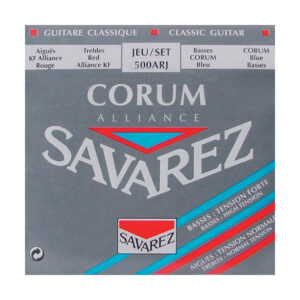 GUITARE CLASSIQUE
CLASSIC GUITAR
Aiguës
KF Alliance
Rouge
Trebles
Red
Alliance KF
JEU/SET
500ARJ
Basses
CORUM
Bleu
CORUM
Blue
Basses
CORUM
ALLIANCE
SAVAREZ
SAVAREZ
BASSES : TENSION FORTE
BASSES : HIGH TENSION
AIGUËS : TENSION NORMALE
TREBLES : NORMAL TENSION